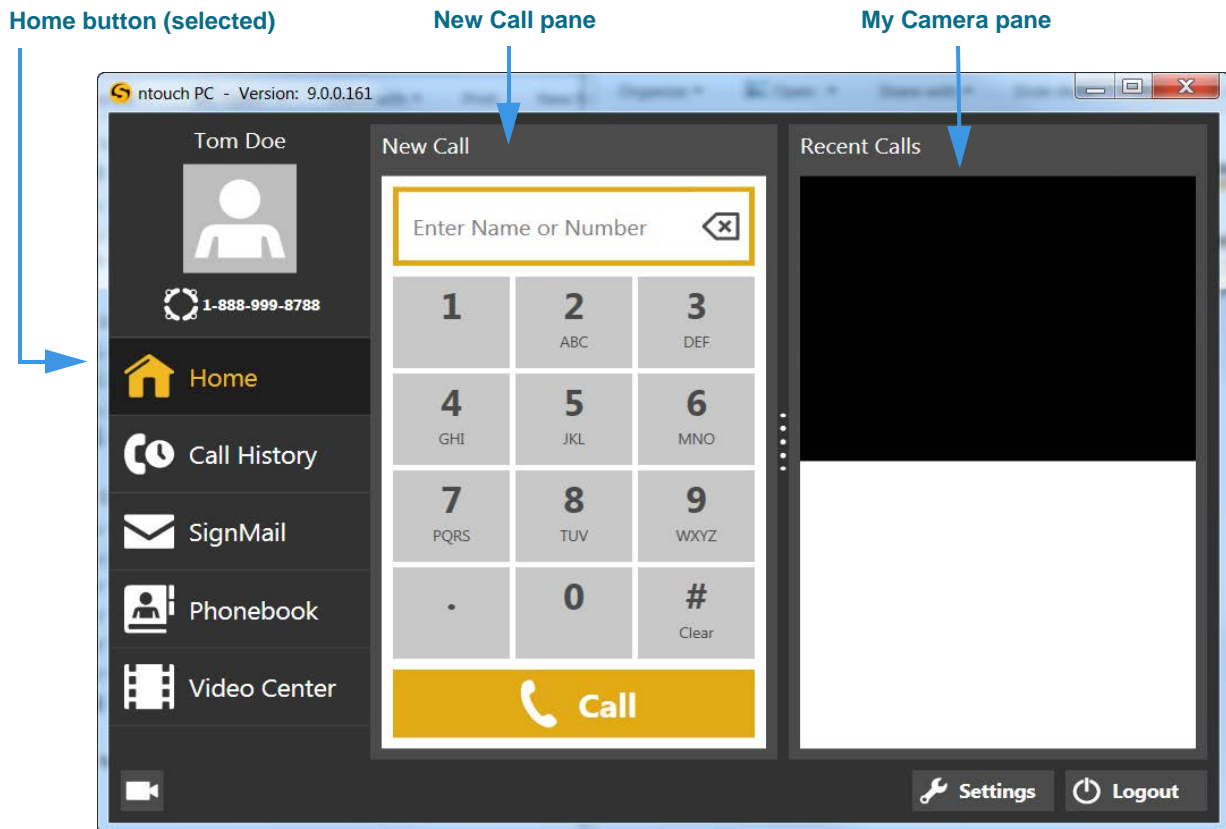 Home button (selected)
New Call pane
My Camera pane
ntouch PC - Version: 9.0.0.161
Tom Doe
1-888-999-8788
Home
Call History
SignMail
Phonebook
Video Center
New Call
Enter Name or Number
1
2
ABC
3
DEF
4
GHI
5
JKL
6
MNO
7
PQRS
8
TUV
9
WXYZ
.
0
#
Clear
Call
Recent Calls
Settings
Logout